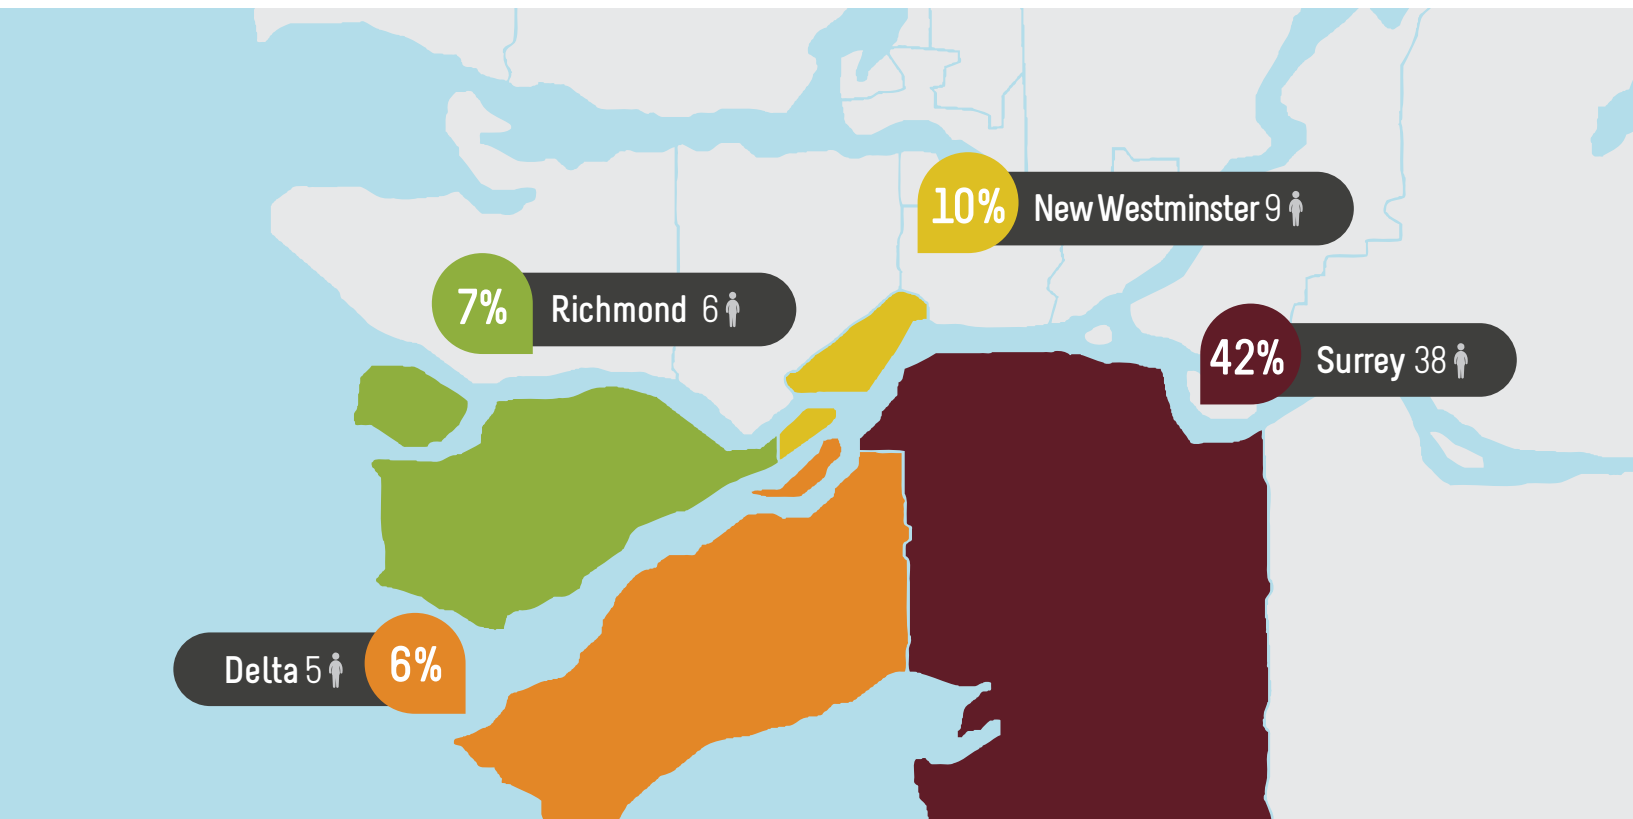 10% New Westminster 9
7% Richmond 6
42% Surrey 38
Delta 5 6%